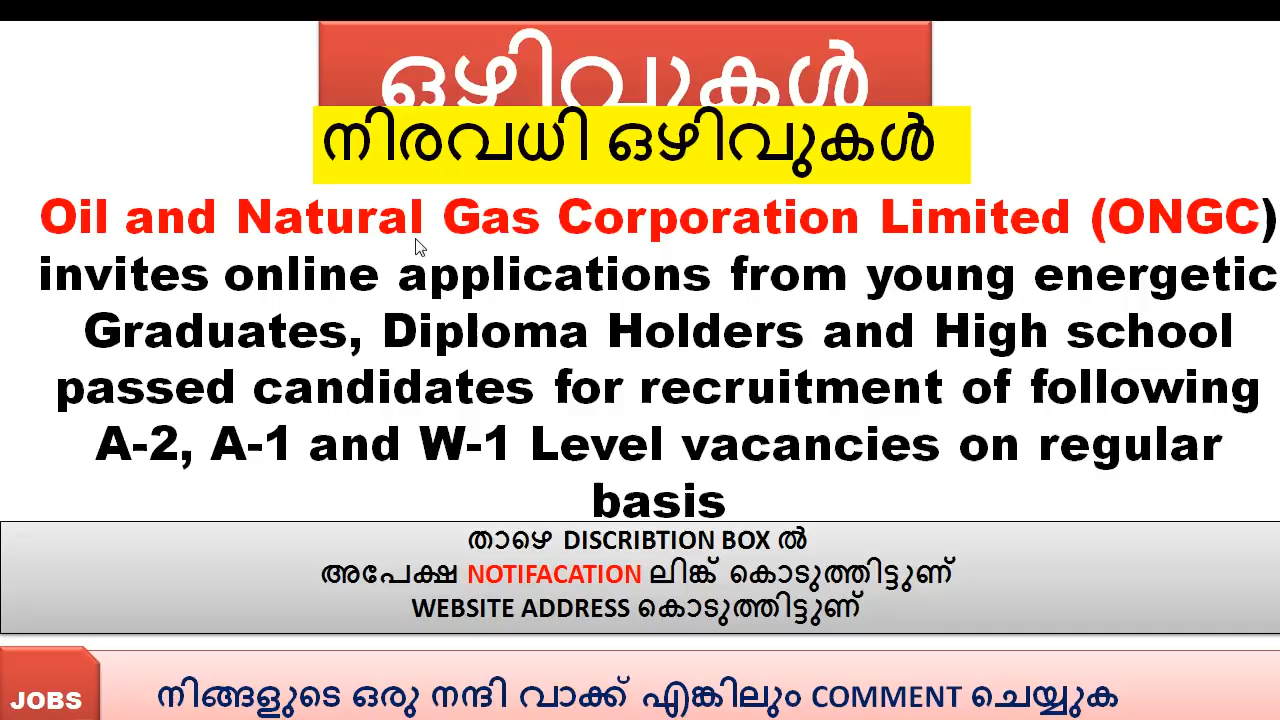 ഒഴിവുകൾ
നിരവധി ഒഴിവുകൾ
Oil and Natural Gas Corporation Limited (ONGC)
invites online applications from young energetic
Graduates, Diploma Holders and High school
passed candidates for recruitment of following
A-2, A-1 and W-1 Level vacancies on regular
basis
താഴെ DISCRIBTION BOX ൽ
അപേക്ഷ NOTIFACATION ലിങ്ക് കൊടുത്തിട്ടുണ്
WEBSITE ADDRESS കൊടുത്തിട്ടുണ്
JOBS
നിങ്ങളുടെ ഒരു നന്ദി വാക്ക് എങ്കിലും COMMENT ചെയ്യുക